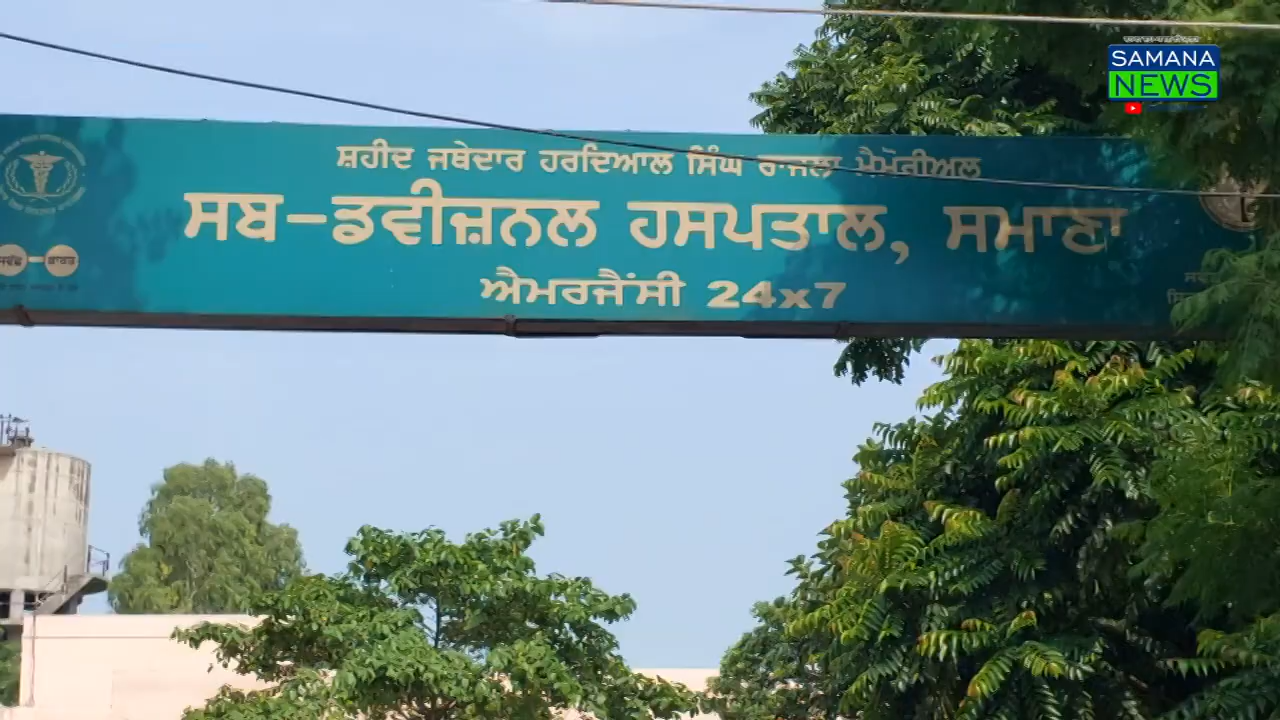 SAMANA
NEWS
ਸ਼ਹੀਦ ਜਥੇਦਾਰ ਹਰਦਿਆਲ ਸਿੰਘ ਰਾਜਲਾ ਮੈਮੋਰੀਅਲ
ਸਬ-ਡਵੀਜ਼ਨਲ ਹਸਪਤਾਲ, ਸਮਾਣਾ
ਐਮਰਜੈਂਸੀ 24x7